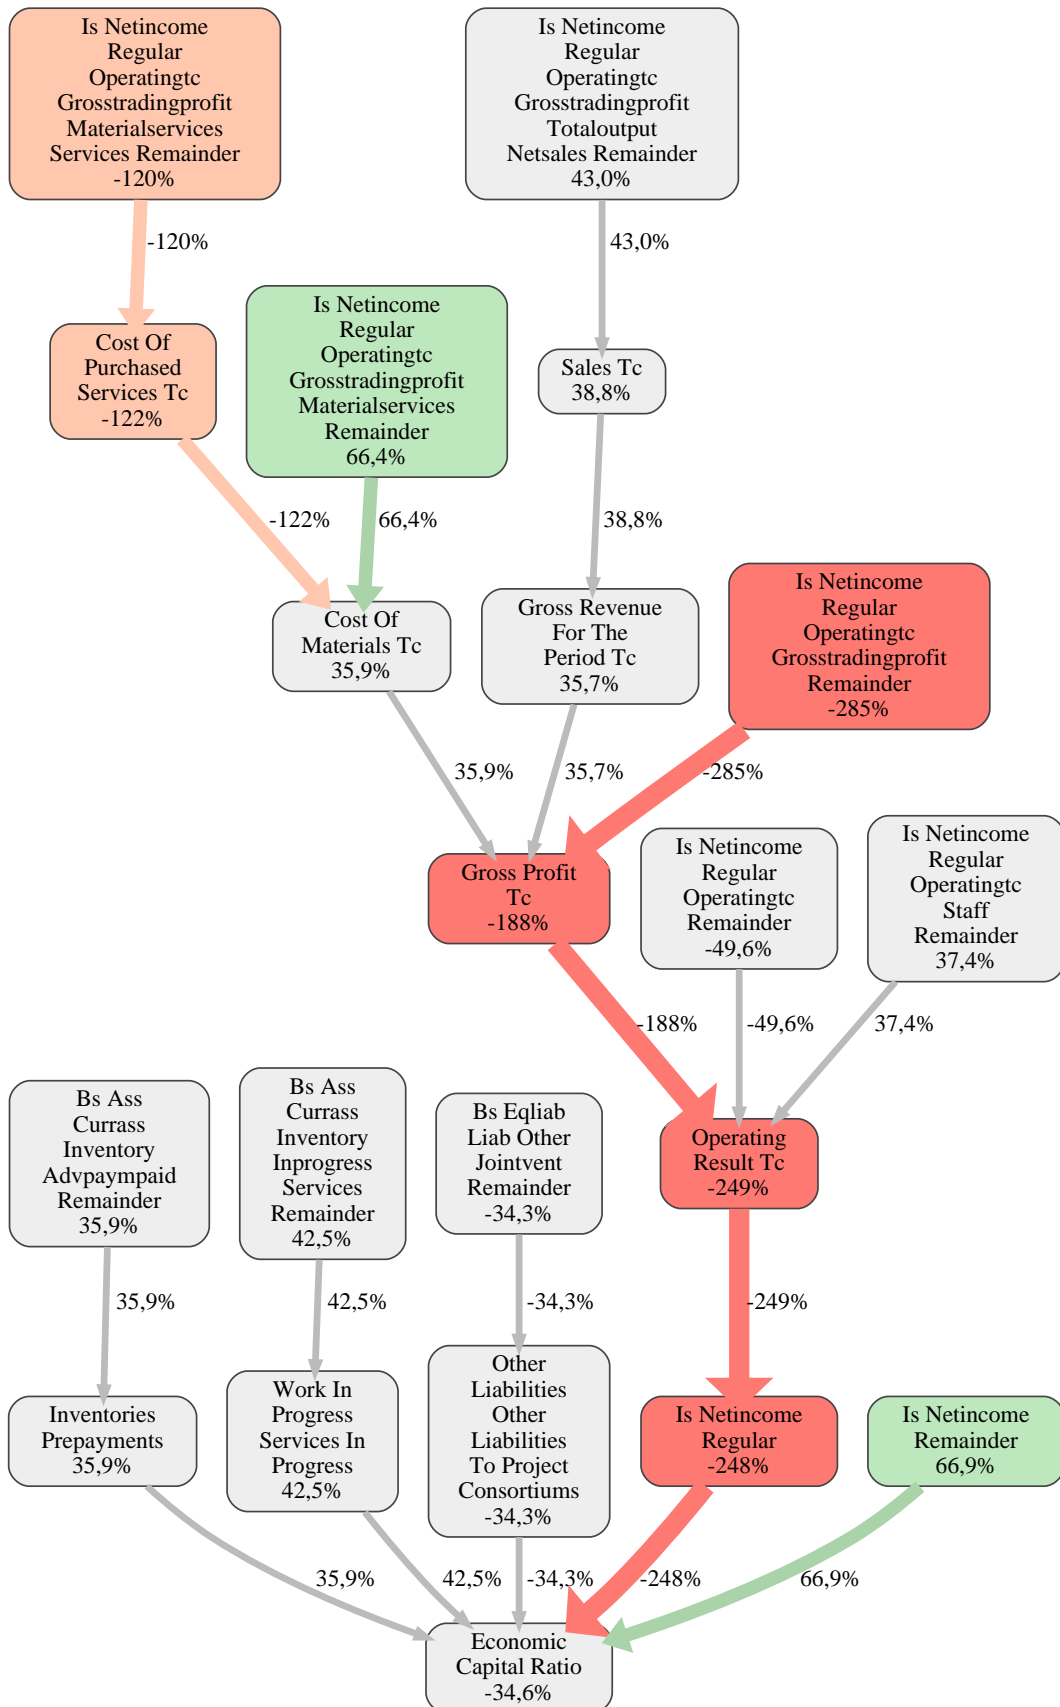 Is Netincome
Regular
Operatingtc
Grosstradingprofit
Materialservices
Services Remainder
-120%
Is Netincome
Regular
Operatingtc
Grosstradingprofit
Totaloutput
Netsales Remainder
43,0%
-120%
43,0%
Cost Of
Purchased
Services Tc
-122%
Is Netincome
Regular
Operatingtc
Grosstradingprofit
Materialservices
Remainder
66,4%
Sales Tc
38,8%
-122%
66,4%
38,8%
Cost Of
Materials Tc
35,9%
Gross Revenue
For The
Period Tc
35,7%
Is Netincome
Regular
Operatingtc
Grosstradingprofit
Remainder
-285%
35,9%
35,7%
-285%
Gross Profit
Tc
-188%
Is Netincome
Regular
Operatingtc
Remainder
-49,6%
Is Netincome
Regular
Operatingtc
Staff
Remainder
37,4%
-188%
-49,6%
37,4%
Bs Ass
Currass
Inventory
Advpaympaid
Remainder
35,9%
Bs Ass
Currass
Inventory
Inprogress
Services
Remainder
42,5%
Bs Eqliab
Liab Other
Jointvent
Remainder
-34,3%
Operating
Result Tc
-249%
35,9%
42,5%
-34,3%
-249%
Inventories
Prepayments
35,9%
Work In
Progress
Services In
Progress
42,5%
Other
Liabilities
Other
Liabilities
To Project
Consortiums
-34,3%
Is Netincome
Regular
-248%
Is Netincome
Remainder
66,9%
35,9%
42,5%
-34,3%
-248%
66,9%
Economic
Capital Ratio
-34,6%